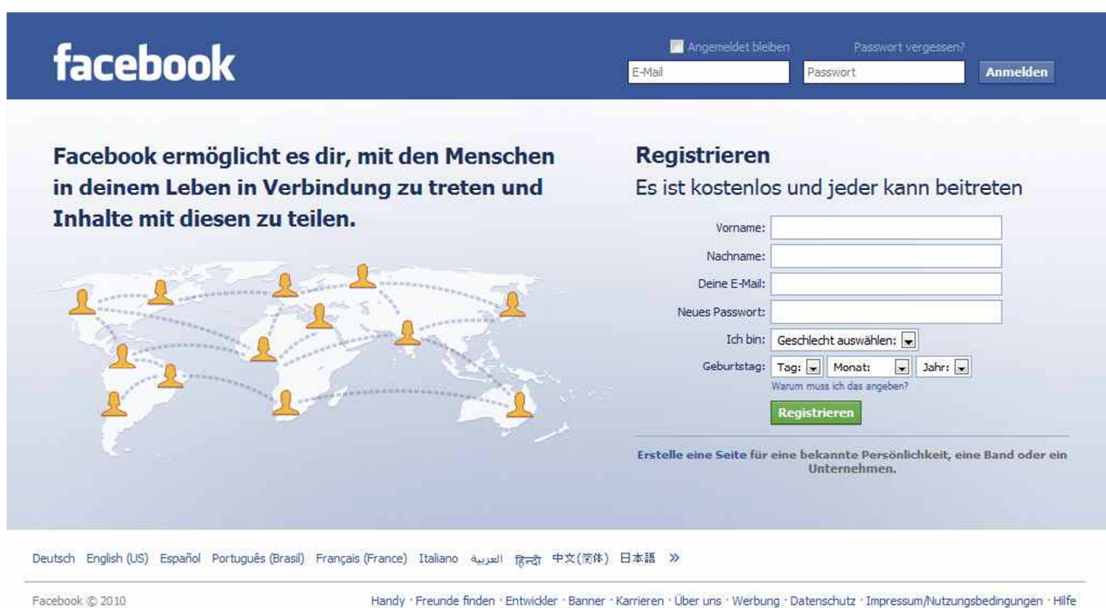 facebook
Angemeldet bleiben Passwort vergessen?
E-Mail Passwort Anmelden
Facebook ermöglicht es dir, mit den Menschen
in deinem Leben in Verbindung zu treten und
Inhalte mit diesen zu teilen.
Registrieren
Es ist kostenlos und jeder kann beitreten
Vorname:
Nachname:
Deine E-Mail:
Neues Passwort:
Ich bin: Geschlecht auswählen:
Geburtstag: Tag: Monat: Jahr:
Warum muss ich das angeben?
Registrieren
Erstelle eine Seite für eine bekannte Persönlichkeit, eine Band oder ein
Unternehmen.
Deutsch English (US) Español Português (Brasil) Français (France) Italiano العربية हिन्दी 中文(简体) 日本語 »
Facebook © 2010 Handy · Freunde finden · Entwickler · Banner · Karrieren · Über uns · Werbung · Datenschutz · Impressum/Nutzungsbedingungen · Hilfe